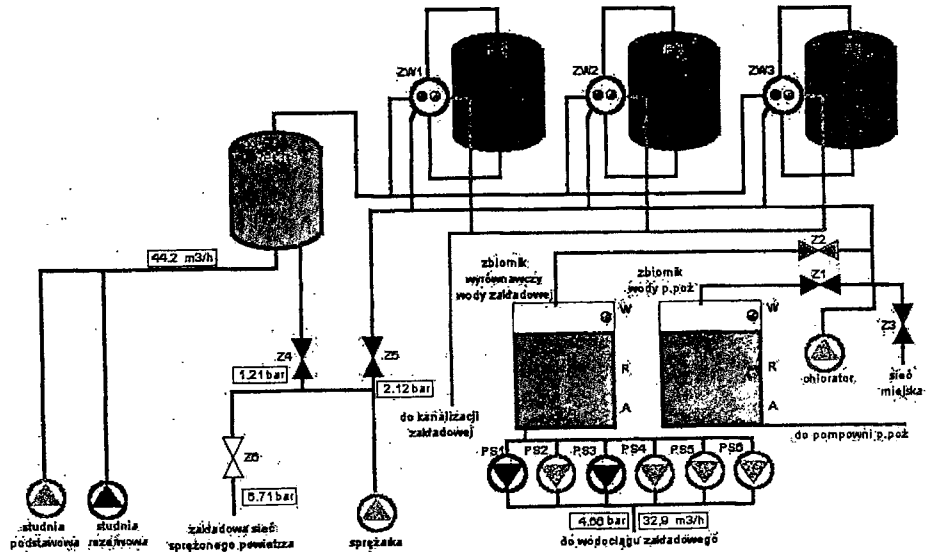 ZW1
ZW2
ZW3
44.2 m3/h
zbiornik
wyrównawczy
wody zakładowej
zbiornik
wody p.poż
Z2
Z1
Z3
W
R
A
W
R
A
chlorator
sieć
miejska
Z4
Z5
1.21 bar
2.12 bar
do kanalizacji
zakładowej
do pompowni p.poż
PS1
PS2
PS3
PS4
PS5
PS6
Z6
6.71 bar
4.66 bar
32,9 m3/h
do wodociągu zakładowego
studnia
podstawowa
studnia
rezerwowa
zakładowa sieć
sprężonego powietrza
sprężarka